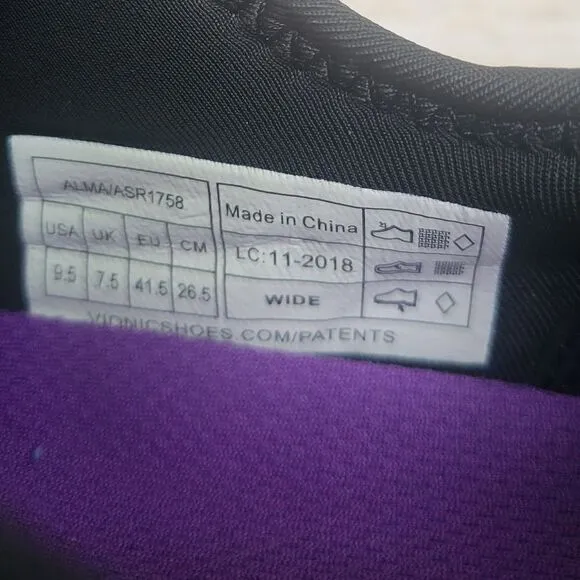 ALMA/ASR1758
USA UK EU CM
9.5 7.5 41.5 26.5
Made in China
LC:11-2018
WIDE
VIONICSHOES.COM/PATENTS